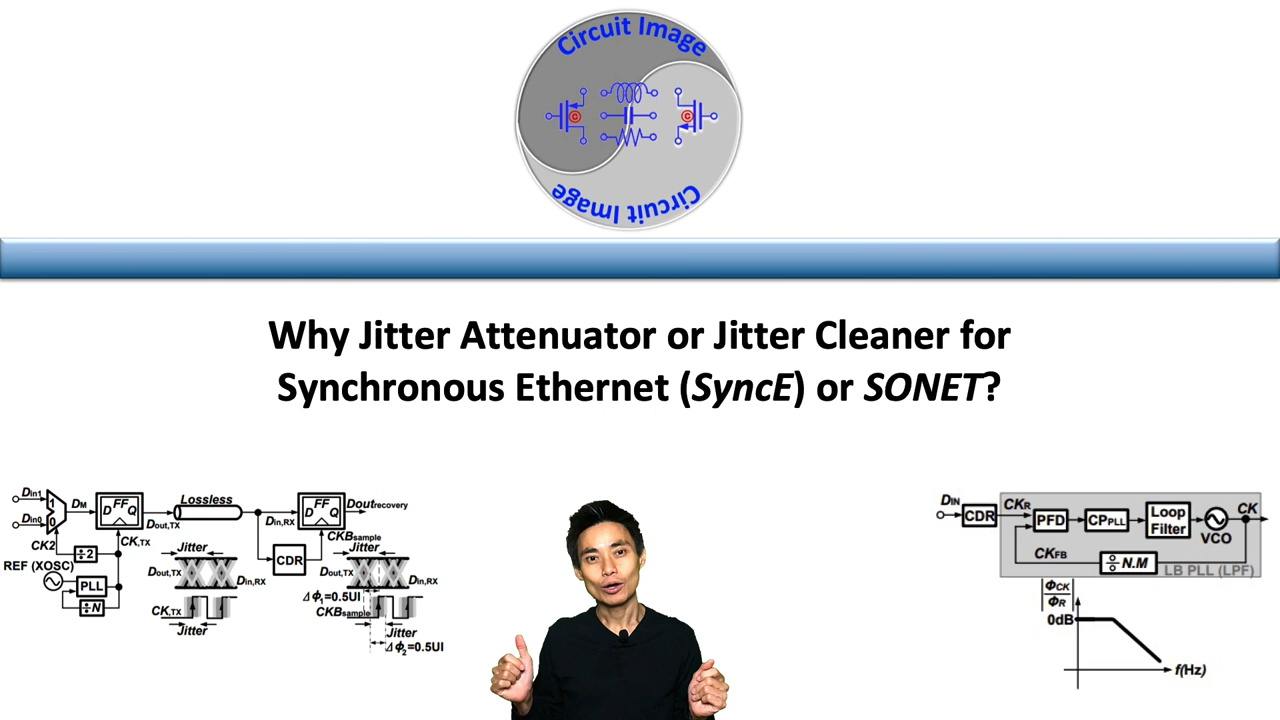 Circuit Image
Circuit Image
Why Jitter Attenuator or Jitter Cleaner for
Synchronous Ethernet (SyncE) or SONET?
Din1
1
DM
D FF Q
Lossless
D FF Q
Doutrecovery
Din0
0
Dout,TX
Din,RX
CK2
÷2
CK,TX
CKBsample
REF (XOSC)
Jitter
CDR
Jitter
PLL
Dout,TX
Din,RX
Dout,TX
Din,RX
÷N
Δϕ1=0.5UI
CK,TX
CKBsample
Jitter
Jitter
Δϕ2=0.5UI
DIN
CDR
CKR
PFD
CPPLL
Loop
Filter
VCO
CK
CKFB
÷ N.M
LB PLL (LPF)
ΦCK
ΦR
0dB
f(Hz)